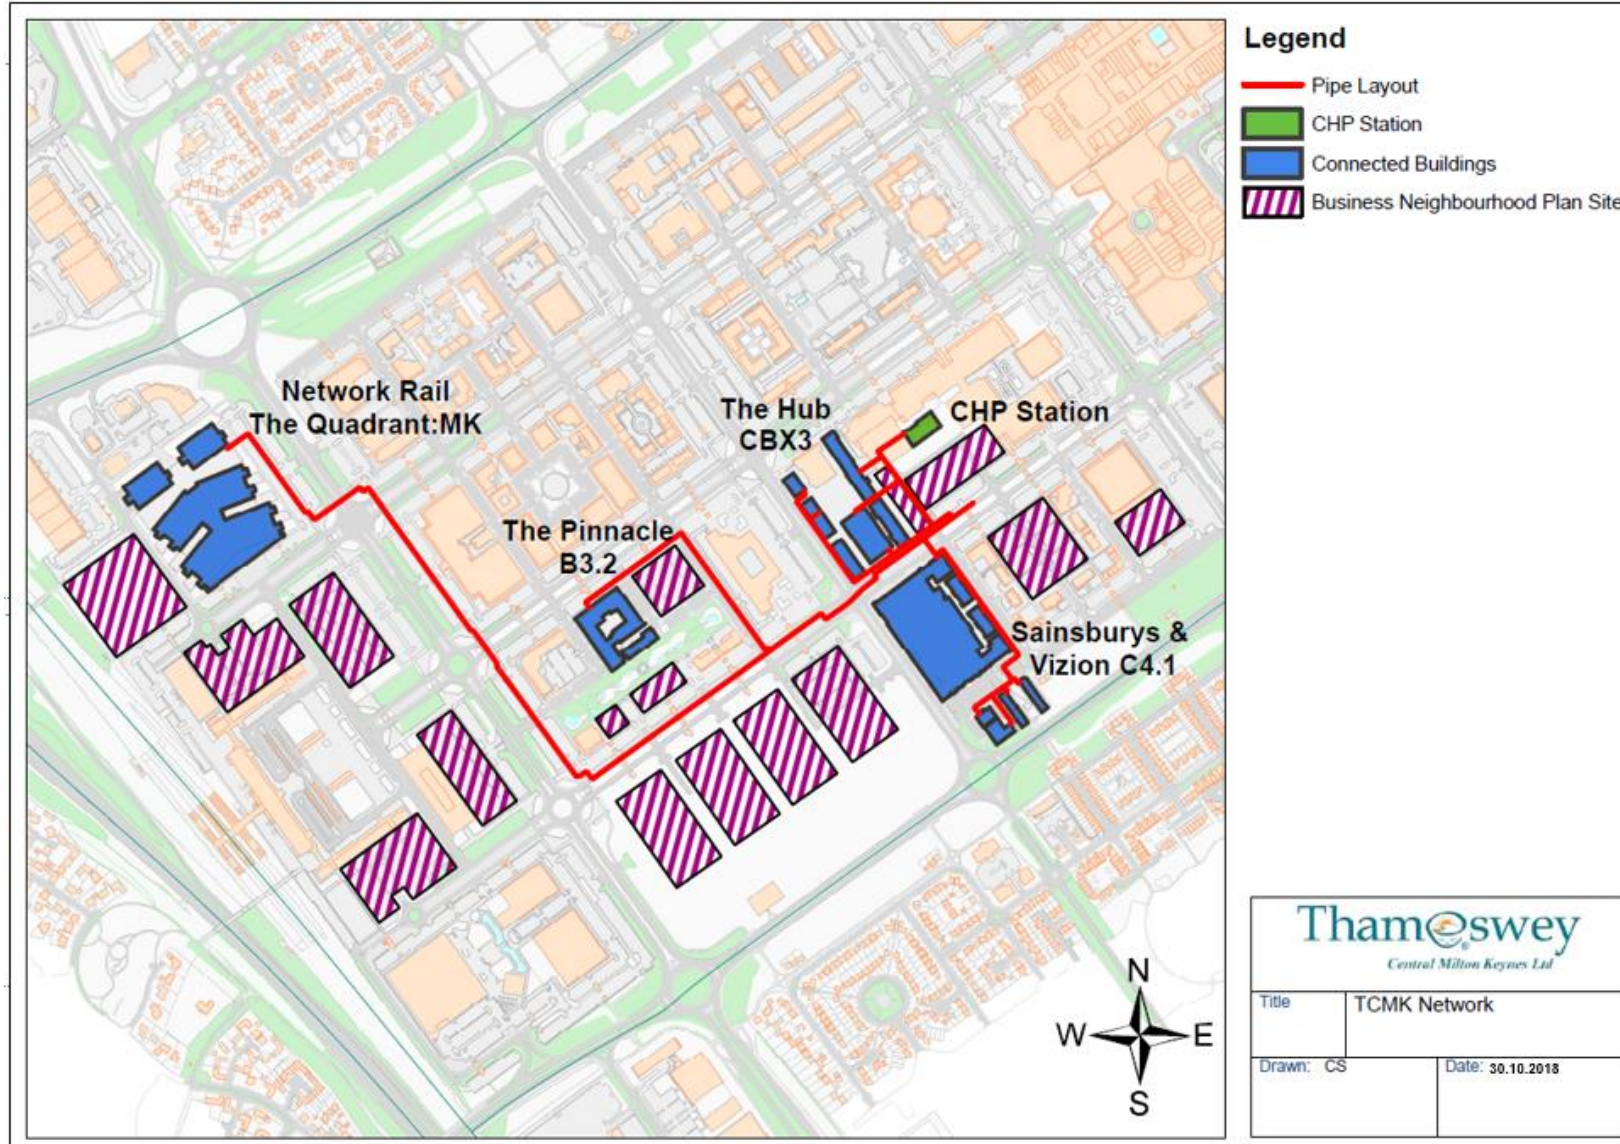 Legend
Pipe Layout
CHP Station
Connected Buildings
Business Neighbourhood Plan Site
Network Rail
The Quadrant:MK
The Hub
CBX3
CHP Station
The Pinnacle
B3.2
Sainsburys &
Vizion C4.1
N
W E
S
Thameswey
Central Milton Keynes Ltd
Title TCMK Network
Drawn: CS Date: 30.10.2018